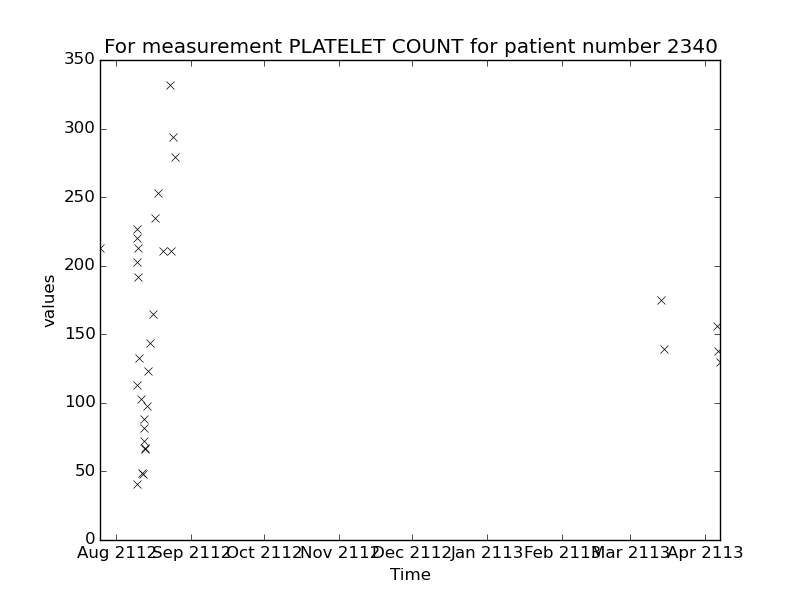 For measurement PLATELET COUNT for patient number 2340
350
300
250
200
150
100
50
0
values
Aug 2112 Sep 2112 Oct 2112 Nov 2112 Dec 2112 Jan 2113 Feb 2113 Mar 2113 Apr 2113
Time